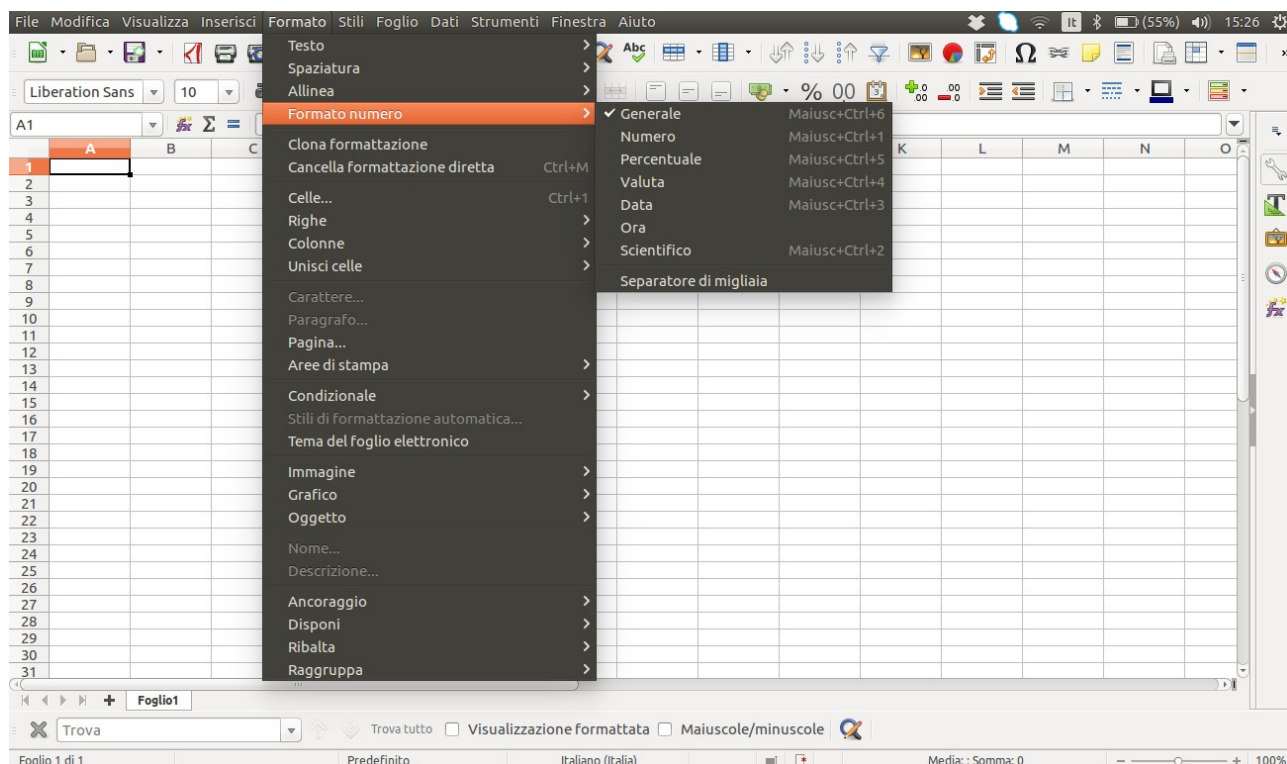 File Modifica Visualizza Inserisci Formato Stili Foglio Dati Strumenti Finestra Aiuto It (55%) 15:26
Abc
Liberation Sans 10 % 00
A1
A B C K L M N O
1
2
3
4
5
6
7
8
9
10
11
12
13
14
15
16
17
18
19
20
21
22
23
24
25
26
27
28
29
30
31
Testo
Spaziatura
Allinea
Formato numero
Clona formattazione
Cancella formattazione diretta Ctrl+M
Celle... Ctrl+1
Righe
Colonne
Unisci celle
Carattere...
Paragrafo...
Pagina...
Aree di stampa
Condizionale
Stili di formattazione automatica...
Tema del foglio elettronico
Immagine
Grafico
Oggetto
Nome...
Descrizione...
Ancoraggio
Disponi
Ribalta
Raggruppa
Generale Maiusc+Ctrl+6
Numero Maiusc+Ctrl+1
Percentuale Maiusc+Ctrl+5
Valuta Maiusc+Ctrl+4
Data Maiusc+Ctrl+3
Ora
Scientifico Maiusc+Ctrl+2
Separatore di migliaia
Foglio1
Trova Trova tutto Visualizzazione formattata Maiuscole/minuscole
Foglio 1 di 1 Predefinito Italiano (Italia) Media: ; Somma: 0 100%